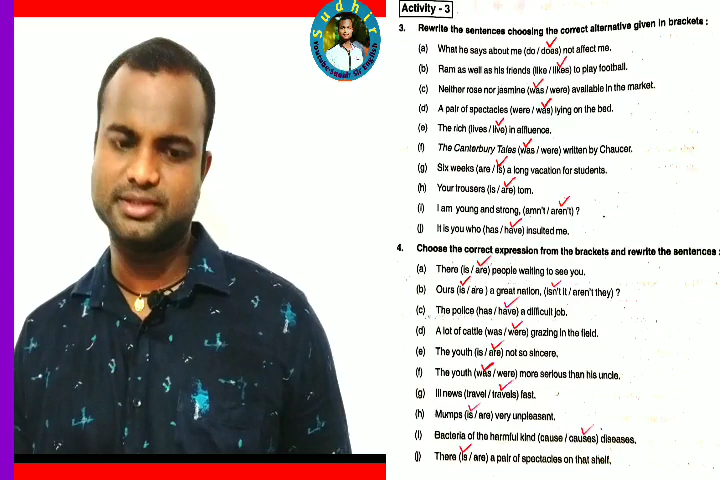 Sudhir
Youtube-Sudhir Sir English
Activity - 3
3. Rewrite the sentences choosing the correct alternative given in brackets :
(a) What he says about me (do / does) not affect me.
(b) Ram as well as his friends (like / likes) to play football.
(c) Neither rose nor jasmine (was / were) available in the market.
(d) A pair of spectacles (were / was) lying on the bed.
(e) The rich (lives / live) in affluence.
(f) The Canterbury Tales (was / were) written by Chaucer.
(g) Six weeks (are / is) a long vacation for students.
(h) Your trousers (is / are) torn.
(i) I am young and strong, (amn't / aren't) ?
(j) It is you who (has / have) insulted me.
4. Choose the correct expression from the brackets and rewrite the sentences :
(a) There (is / are) people waiting to see you.
(b) Ours (is / are ) a great nation, (isn't it / aren't they) ?
(c) The police (has / have) a difficult job.
(d) A lot of cattle (was / were) grazing in the field.
(e) The youth (is / are) not so sincere.
(f) The youth (was / were) more serious than his uncle.
(g) Ill news (travel / travels) fast.
(h) Mumps (is / are) very unpleasant.
(i) Bacteria of the harmful kind (cause / causes) diseases.
(j) There (is / are) a pair of spectacles on that shelf.